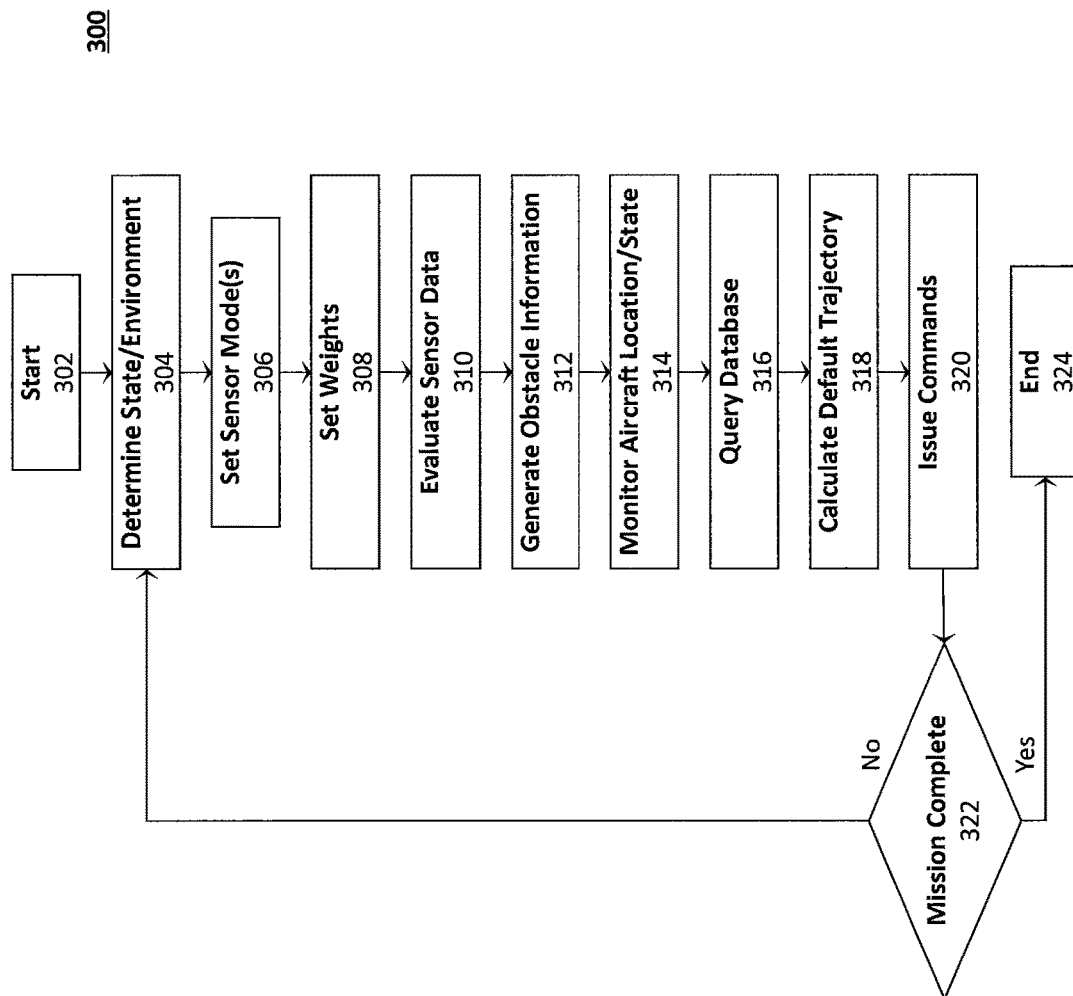 300
Start
302
Determine State/Environment
304
Set Sensor Mode(s)
306
Set Weights
308
Evaluate Sensor Data
310
Generate Obstacle Information
312
Monitor Aircraft Location/State
314
Query Database
316
Calculate Default Trajectory
318
Issue Commands
320
Mission Complete
322
No
Yes
End
324